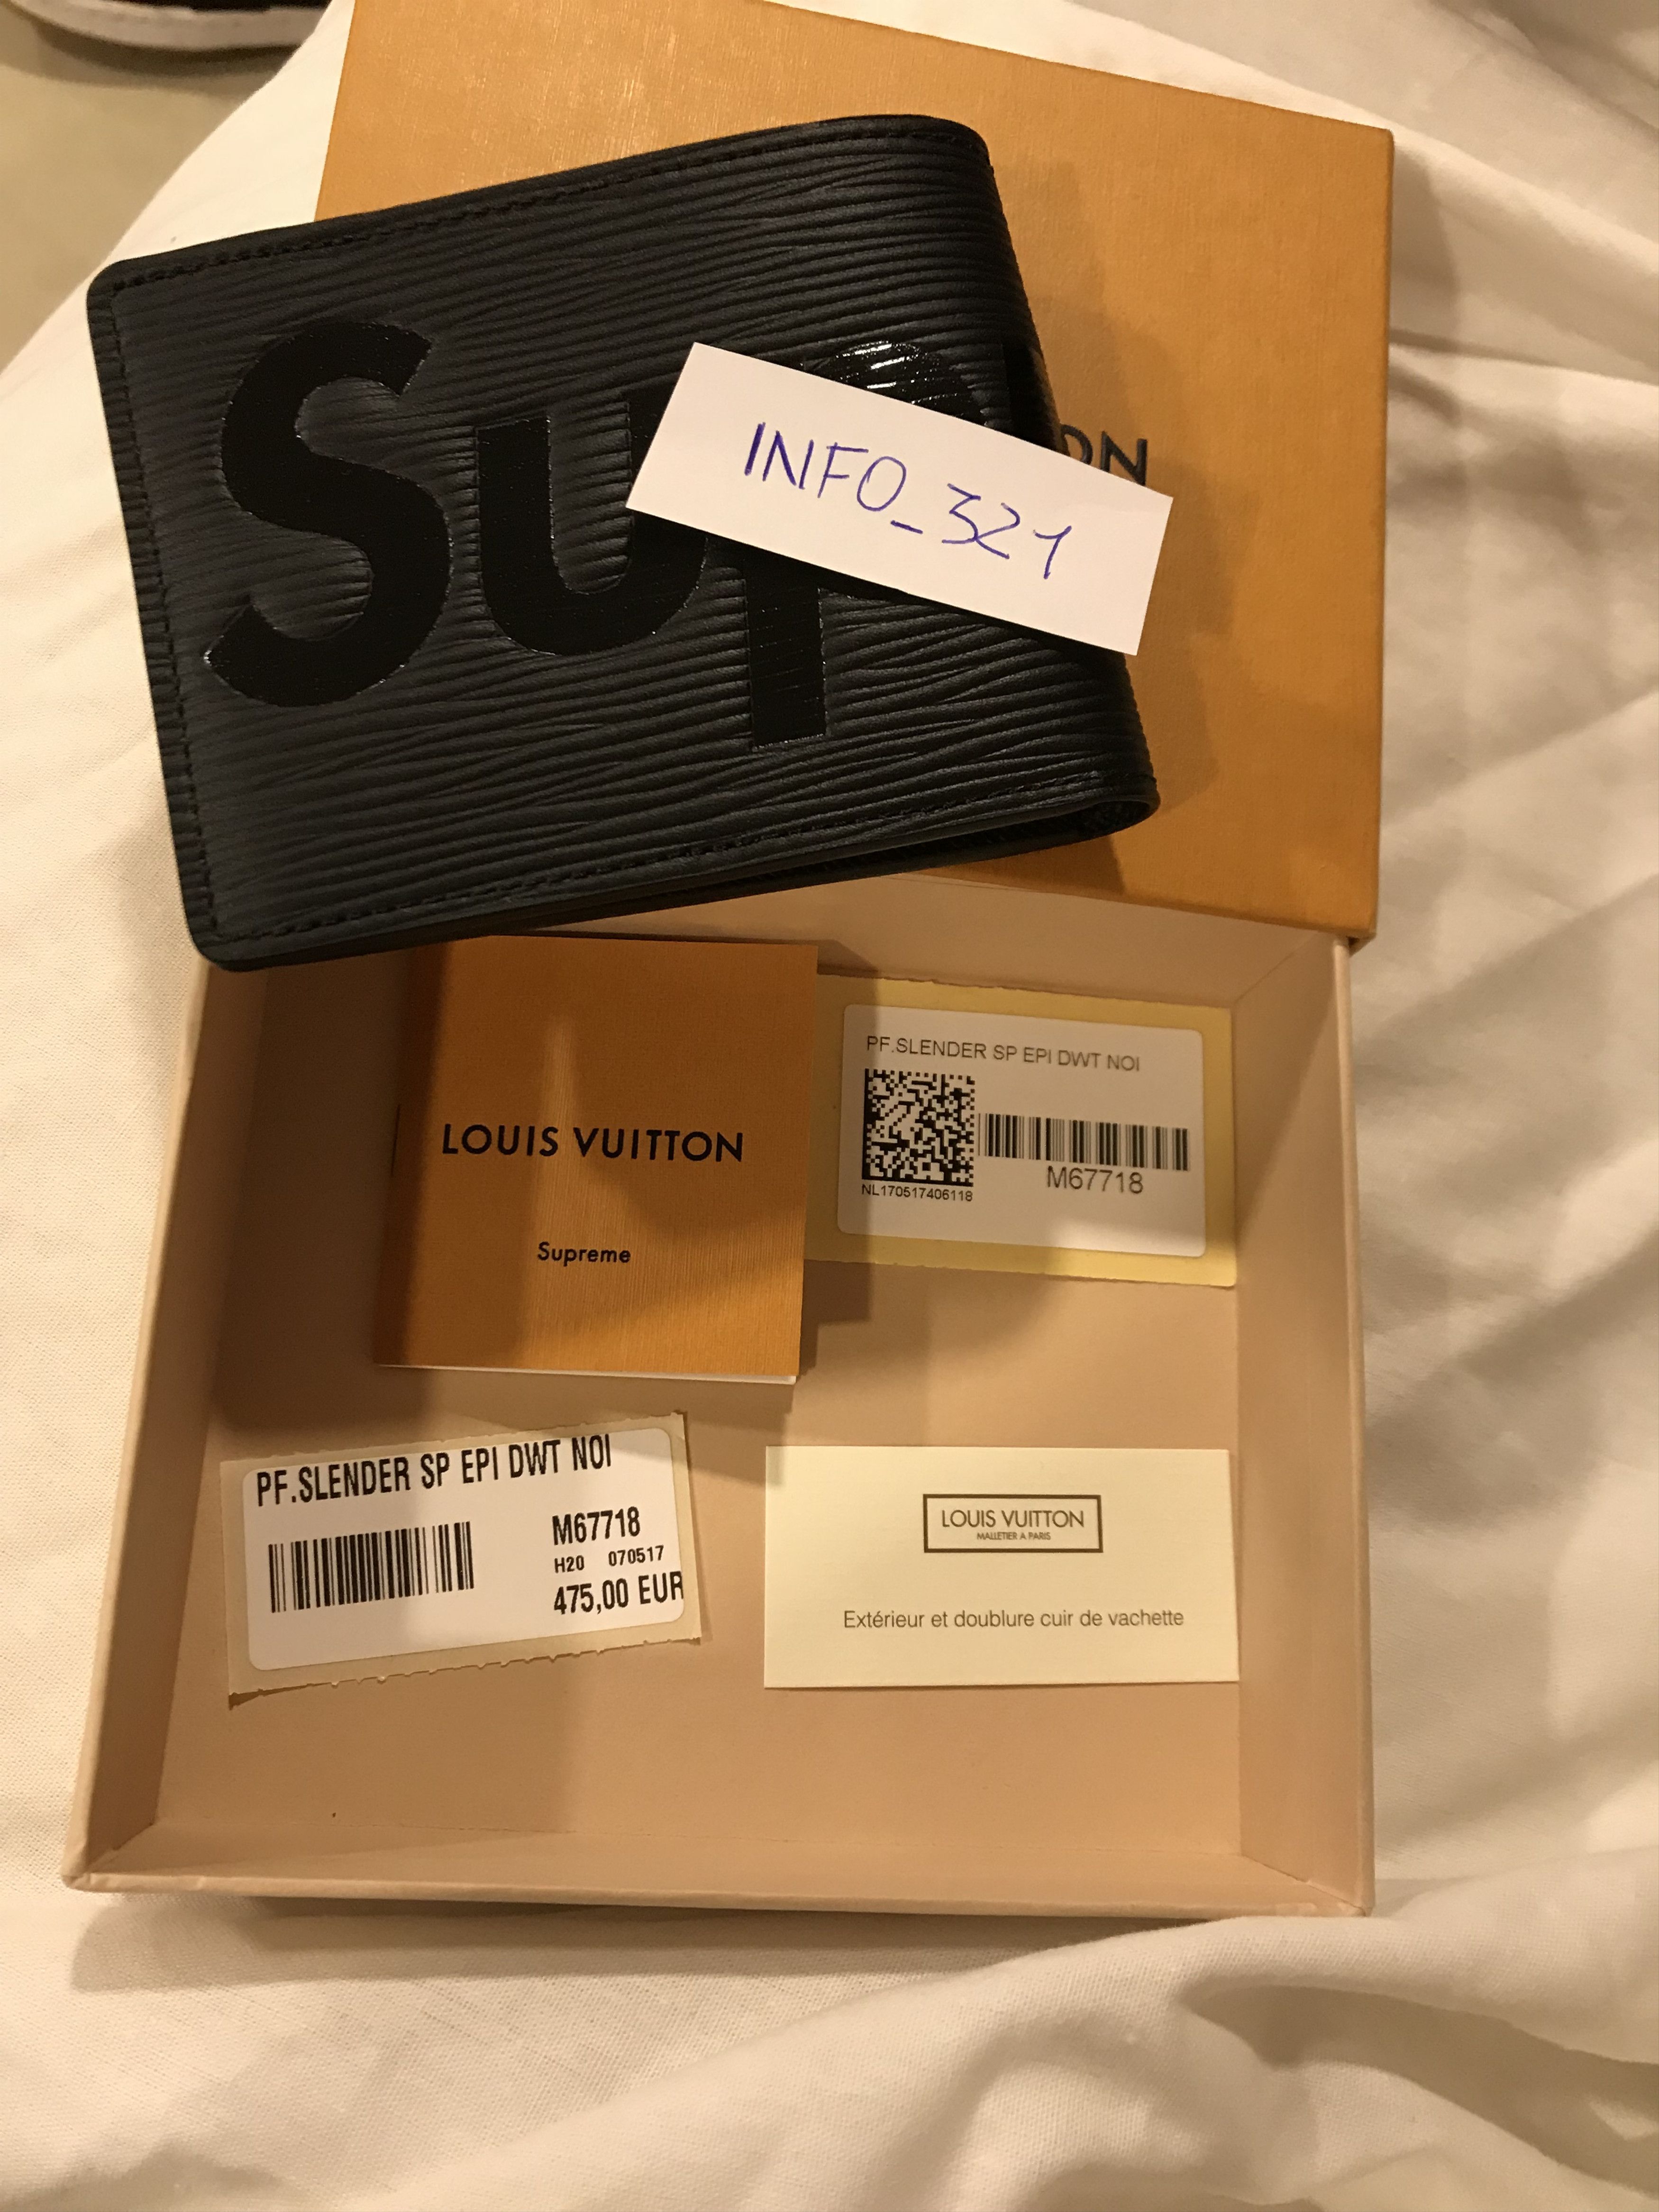 Sup
ON
INFO_321
LOUIS VUITTON
Supreme
PF.SLENDER SP EPI DWT NOI
NL170517406118
M67718
PF.SLENDER SP EPI DWT NOI
M67718
H20 070517
475,00 EUR
LOUIS VUITTON
MALLETIER A PARIS
Extérieur et doublure cuir de vachette